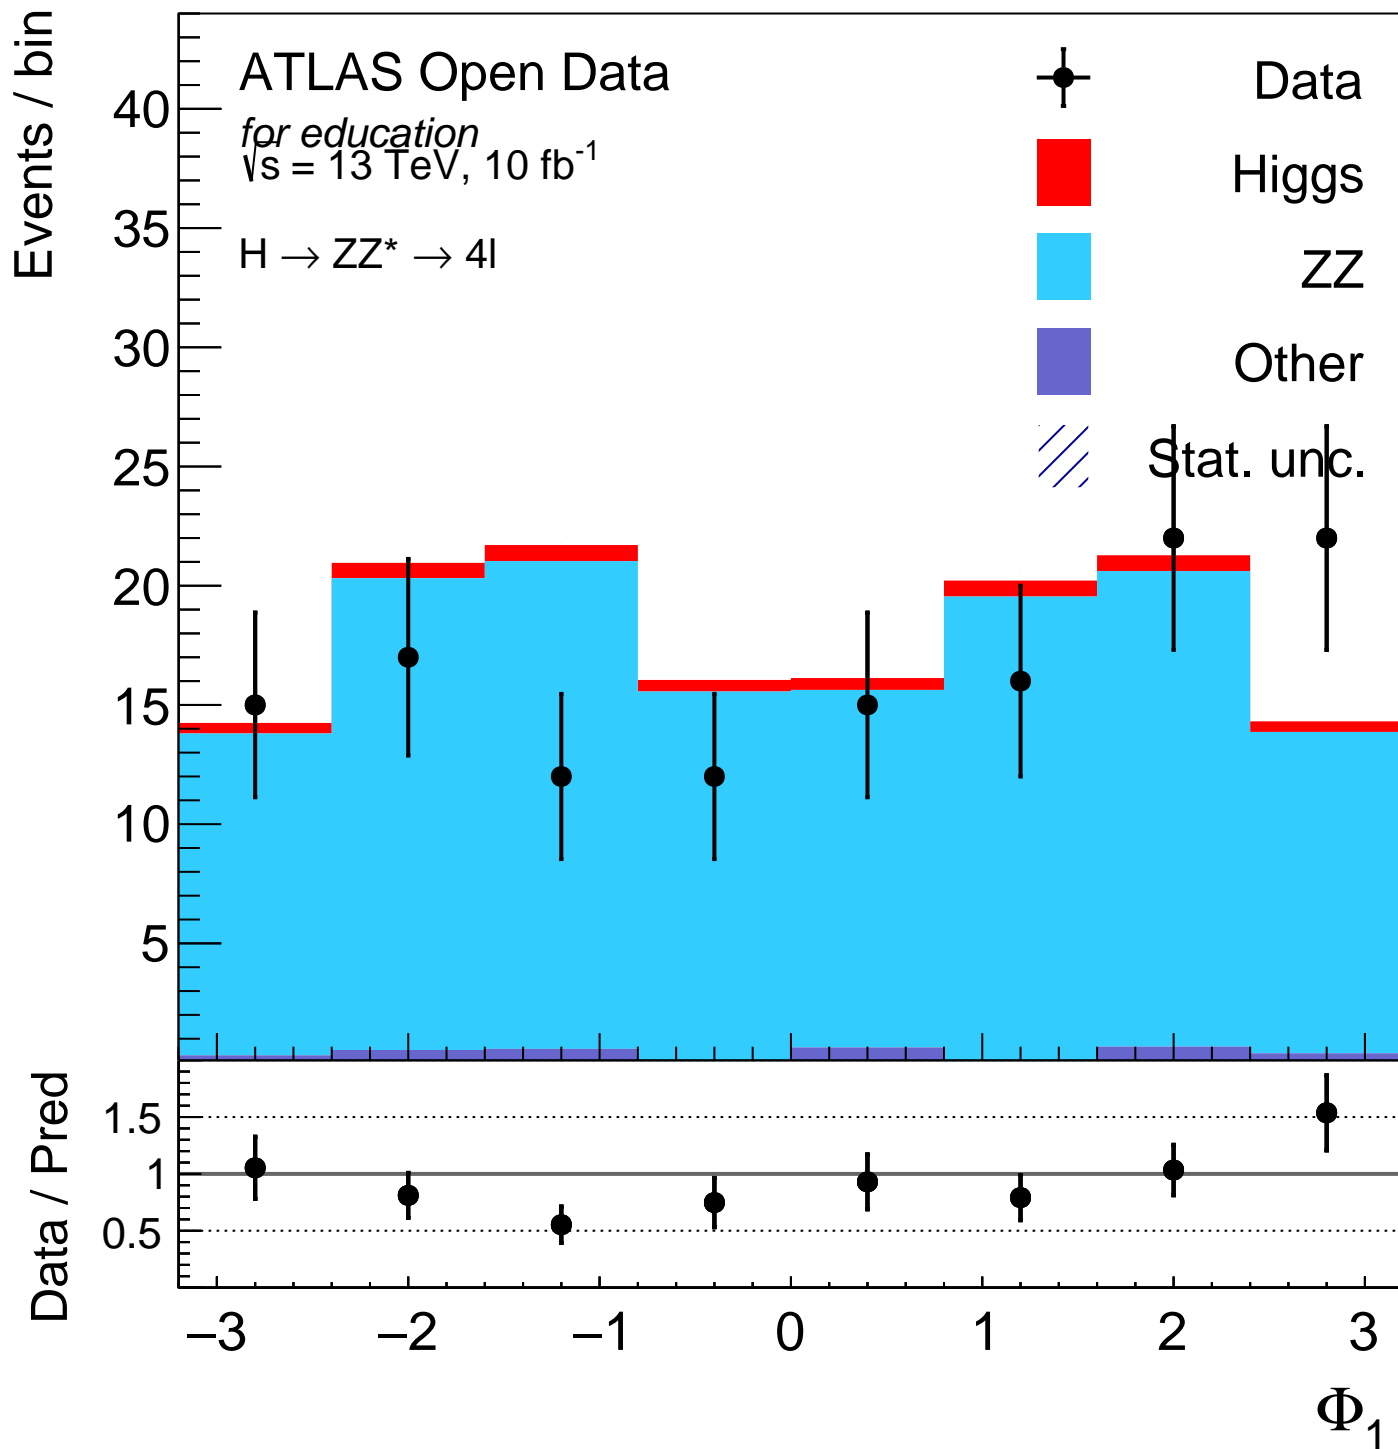 Events / bin
ATLAS Open Data
for education
√s = 13 TeV, 10 fb-1
H → ZZ* → 4l
Data
Higgs
ZZ
Other
Stat. unc.
40
35
30
25
20
15
10
5
Data / Pred
1.5
1
0.5
−3 −2 −1 0 1 2 3
Φ1